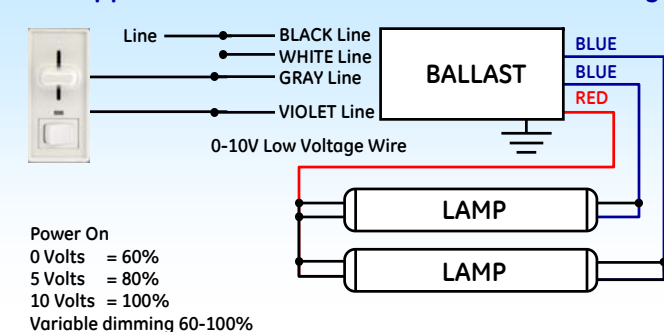 Line
BLACK Line
WHITE Line
GRAY Line
VIOLET Line
BALLAST
BLUE
BLUE
RED
0-10V Low Voltage Wire
LAMP
LAMP
Power On
0 Volts = 60%
5 Volts = 80%
10 Volts = 100%
Variable dimming 60-100%